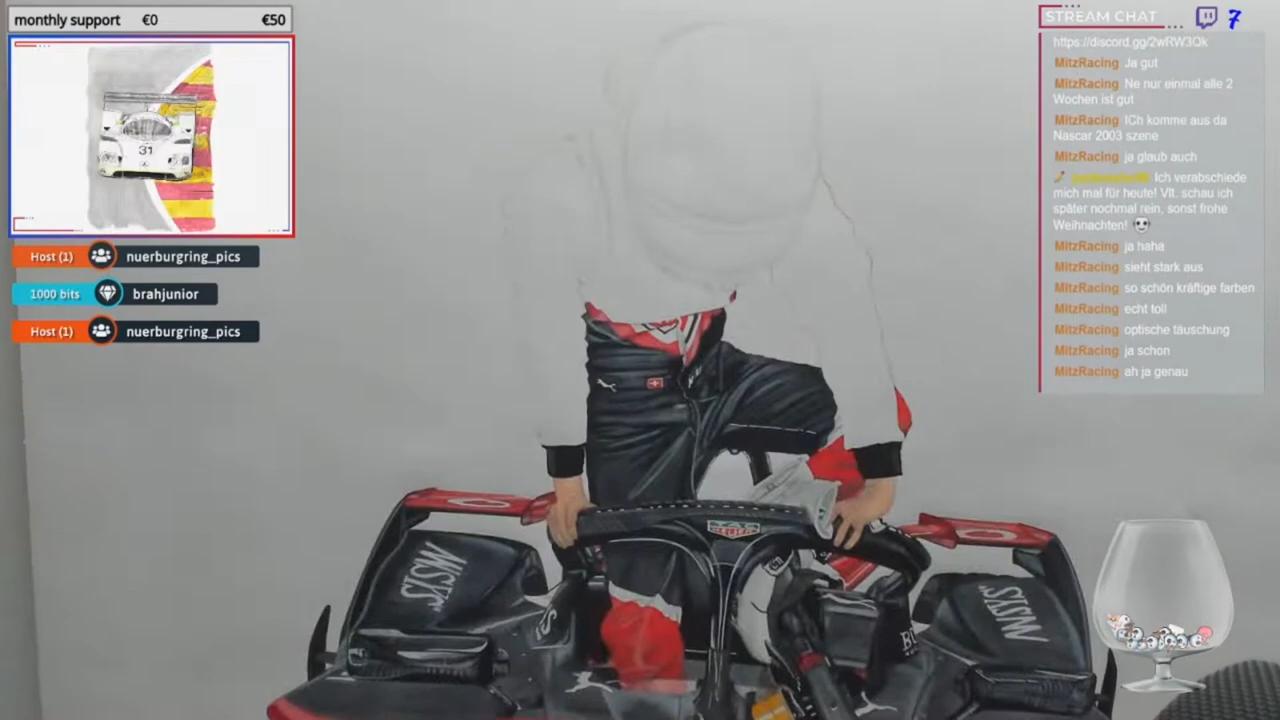 monthly support €0 €50
31
Host (1) nuerburgring_pics
1000 bits brahjunior
Host (1) nuerburgring_pics
STREAM CHAT 7
https://discord.gg/2wRW3Qk
MitzRacing Ja gut
MitzRacing Ne nur einmal alle 2
Wochen ist gut
MitzRacing ICh komme aus da
Nascar 2003 szene
MitzRacing ja glaub auch
Ich verabschiede
mich mal für heute! Vlt. schau ich
später nochmal rein, sonst frohe
Weihnachten!
MitzRacing ja haha
MitzRacing sieht stark aus
MitzRacing so schön kräftige farben
MitzRacing echt toll
MitzRacing optische täuschung
MitzRacing ja schon
MitzRacing ah ja genau
HEUER
ANSYS
ANSYS